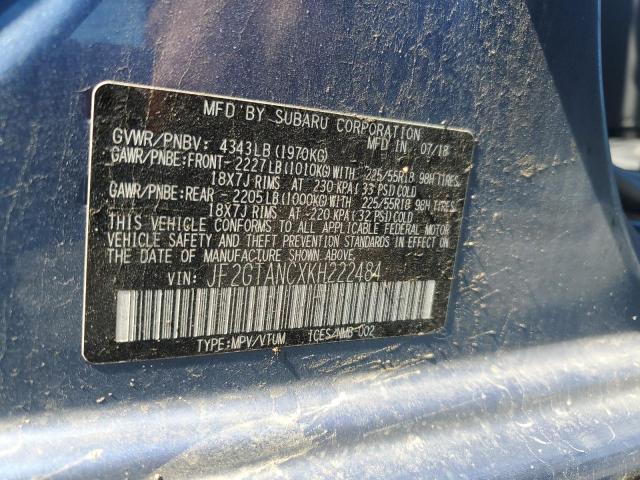 MFD BY SUBARU CORPORATION
GVWR/PNBV: 4343LB(1970KG) MFD IN 07/18
GAWR/PNBE:FRONT-2227LB(1010KG)WITH 225/55R18 98H TIRES,
18X7J RIMS AT 230 KPA(33 PSI)COLD
GAWR/PNBE:REAR -2205LB(1000KG)WITH 225/55R18 98H TIRES,
18X7J RIMS AT 220 KPA(32 PSI)COLD
THIS VEHICLE CONFORMS TO ALL APPLICABLE FEDERAL MOTOR
VEHICLE SAFETY AND THEFT PREVENTION STANDARDS IN EFFECT ON
THE DATE OF MANUFACTURE SHOWN ABOVE.
VIN: JF2GTANCXKH222484
TYPE:MPV/VTUM ICES/NMB-002